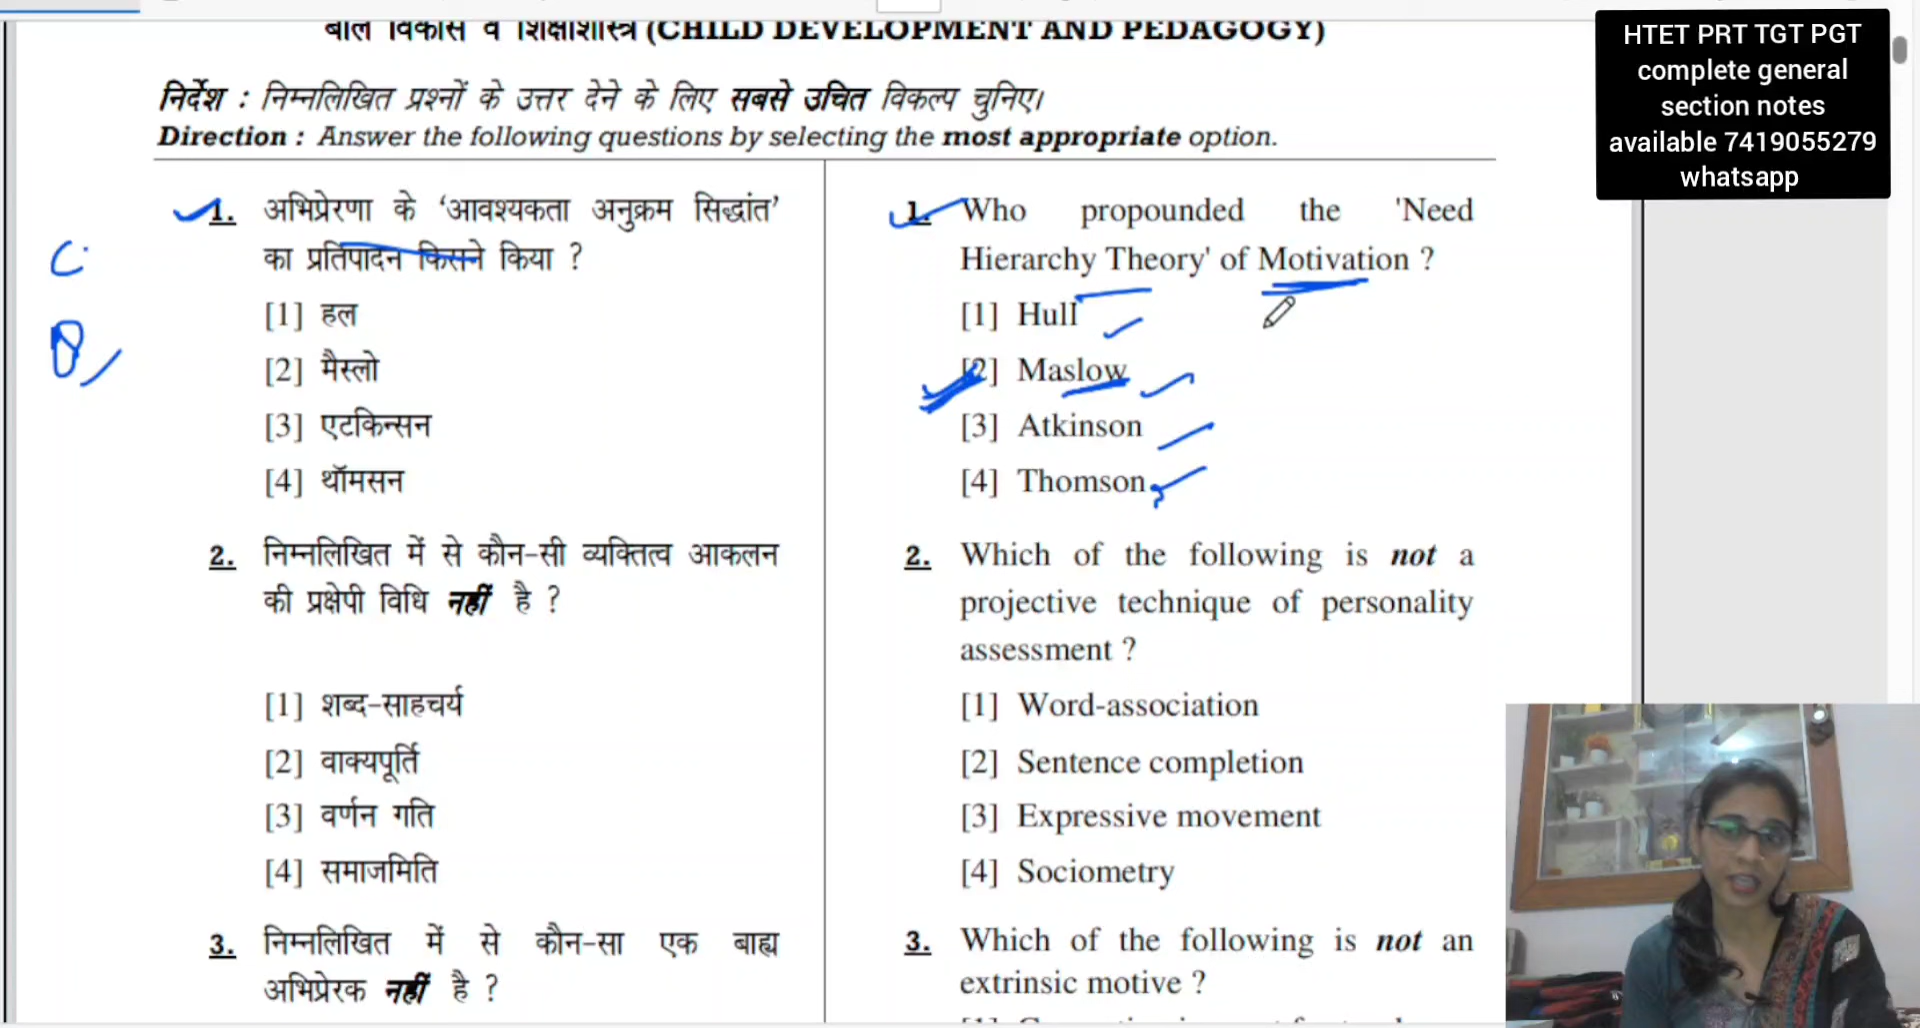 बाल विकास व शिक्षाशास्त्र (CHILD DEVELOPMENT AND PEDAGOGY)
निर्देश : निम्नलिखित प्रश्नों के उत्तर देने के लिए सबसे उचित विकल्प चुनिए।
Direction : Answer the following questions by selecting the most appropriate option.
1. अभिप्रेरणा के ‘आवश्यकता अनुक्रम सिद्धांत’
का प्रतिपादन किसने किया ?
[1] हल
[2] मैस्लो
[3] एटकिन्सन
[4] थॉमसन
2. निम्नलिखित में से कौन-सी व्यक्तित्व आकलन
की प्रक्षेपी विधि नहीं है ?
[1] शब्द-साहचर्य
[2] वाक्यपूर्ति
[3] वर्णन गति
[4] समाजमिति
3. निम्नलिखित में से कौन-सा एक बाह्य
अभिप्रेरक नहीं है ?
1. Who propounded the 'Need
Hierarchy Theory' of Motivation ?
[1] Hull
[2] Maslow
[3] Atkinson
[4] Thomson
2. Which of the following is not a
projective technique of personality
assessment ?
[1] Word-association
[2] Sentence completion
[3] Expressive movement
[4] Sociometry
3. Which of the following is not an
extrinsic motive ?
HTET PRT TGT PGT
complete general
section notes
available 7419055279
whatsapp